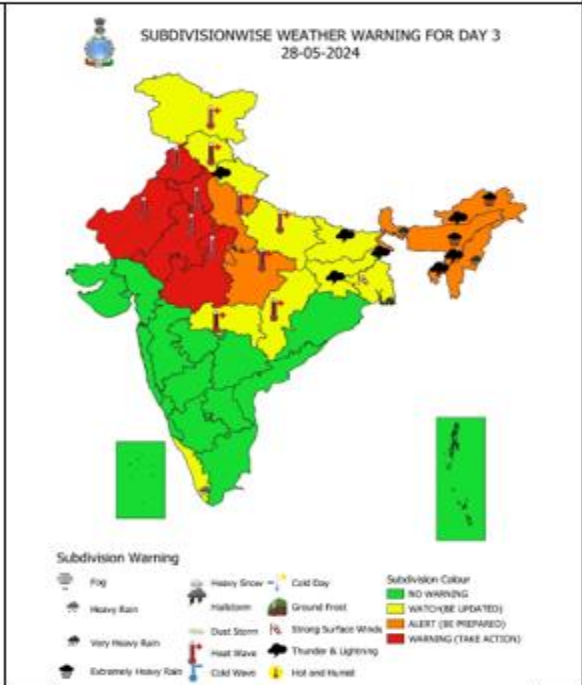 SUBDIVISIONWISE WEATHER WARNING FOR DAY 3
28-05-2024
Subdivision Warning
Fog
Heavy Rain
Very Heavy Rain
Extremely Heavy Rain
Heavy Snow
Hailstorm
Dust Storm
Heat Wave
Cold Wave
Cold Day
Ground Frost
Strong Surface Winds
Thunder & Lightning
Hot and Humid
Subdivision Colour
NO WARNING
WATCH(BE UPDATED)
ALERT (BE PREPARED)
WARNING (TAKE ACTION)